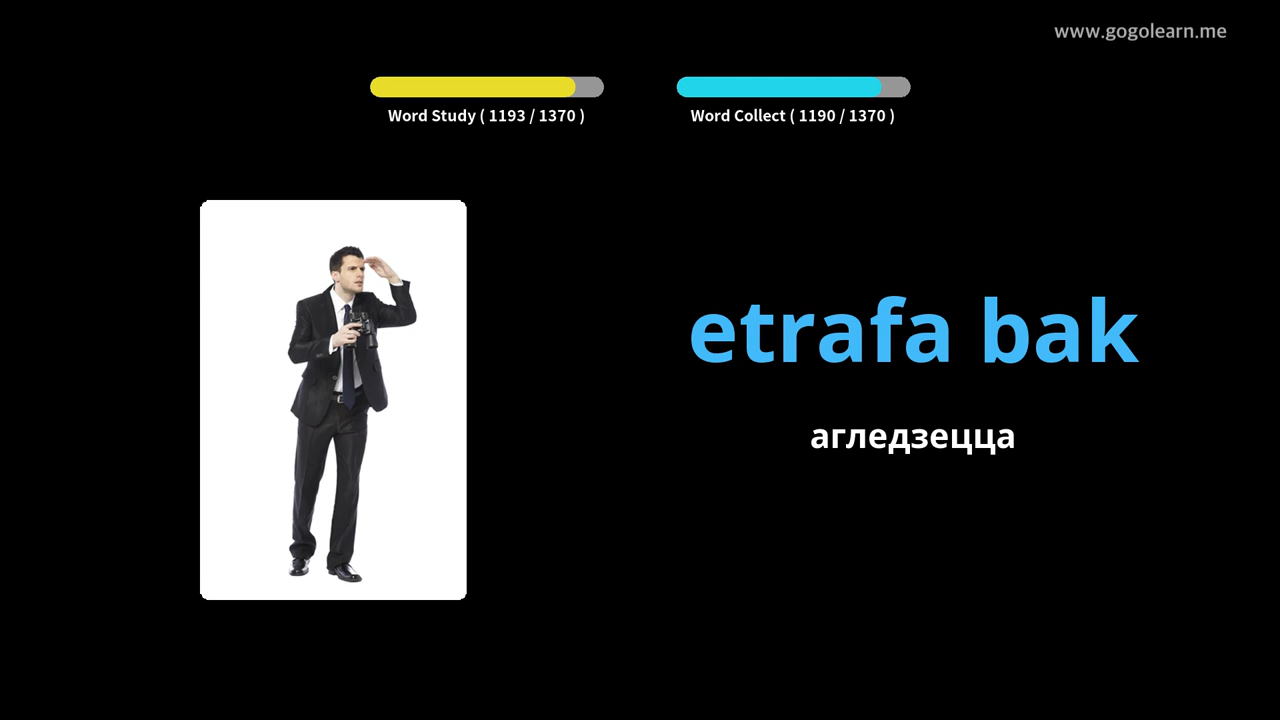 www.gogolearn.me
Word Study ( 1193 / 1370 )
Word Collect ( 1190 / 1370 )
etrafa bak
агледзецца